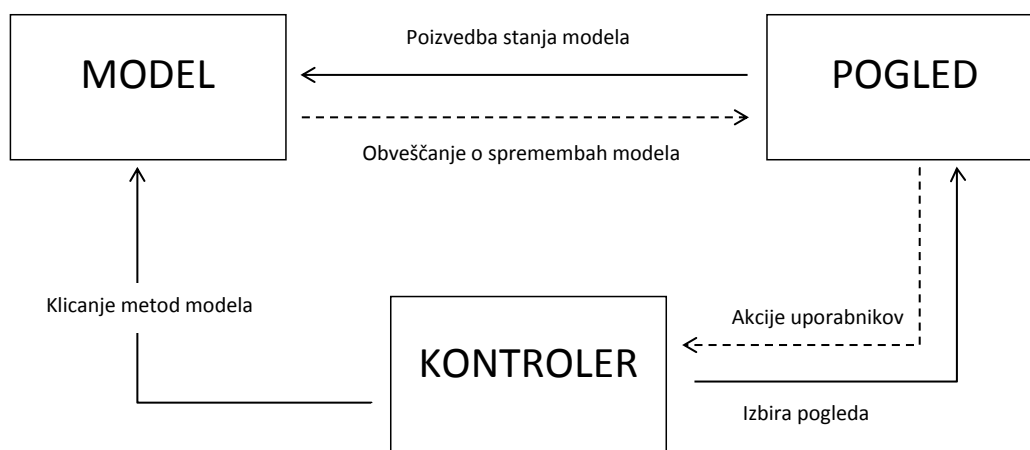 Poizvedba stanja modela
MODEL
POGLED
Obveščanje o spremembah modela
Klicanje metod modela
Akcije uporabnikov
KONTROLER
Izbira pogleda